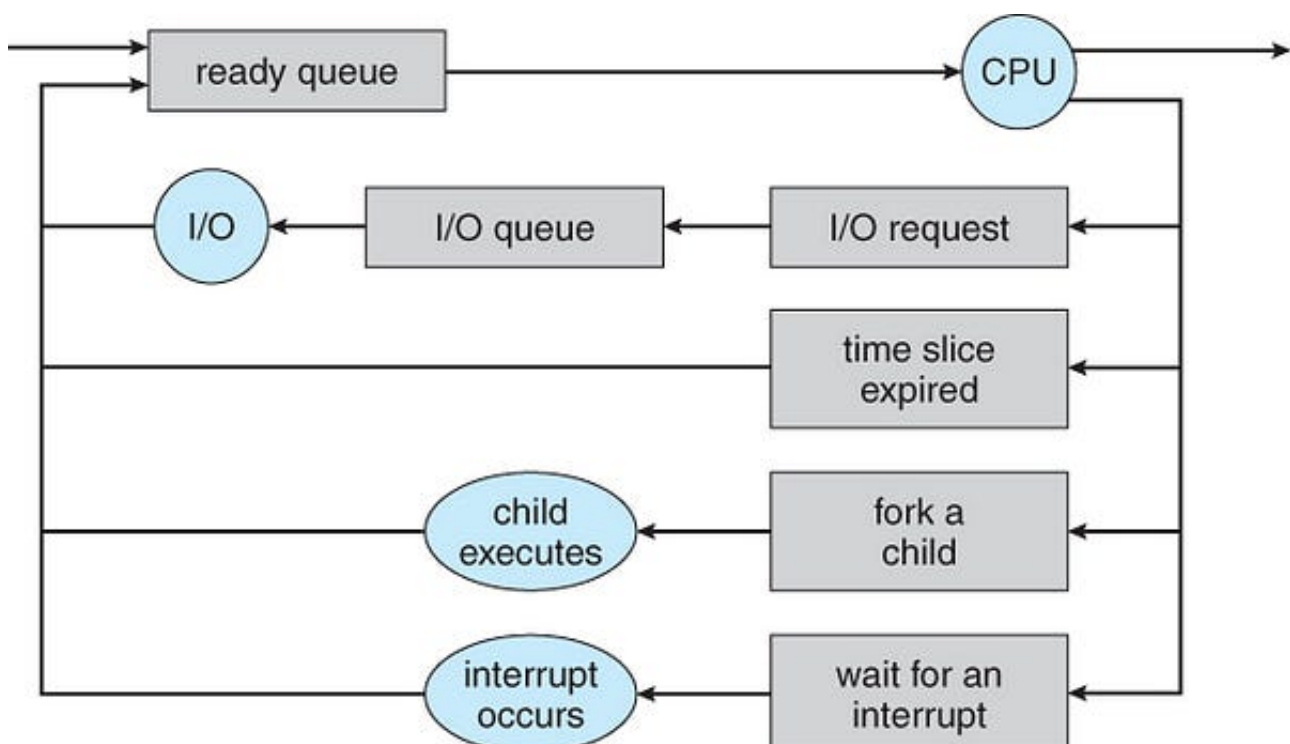 ready queue
CPU
I/O
I/O queue
I/O request
time slice
expired
child
executes
fork a
child
interrupt
occurs
wait for an
interrupt